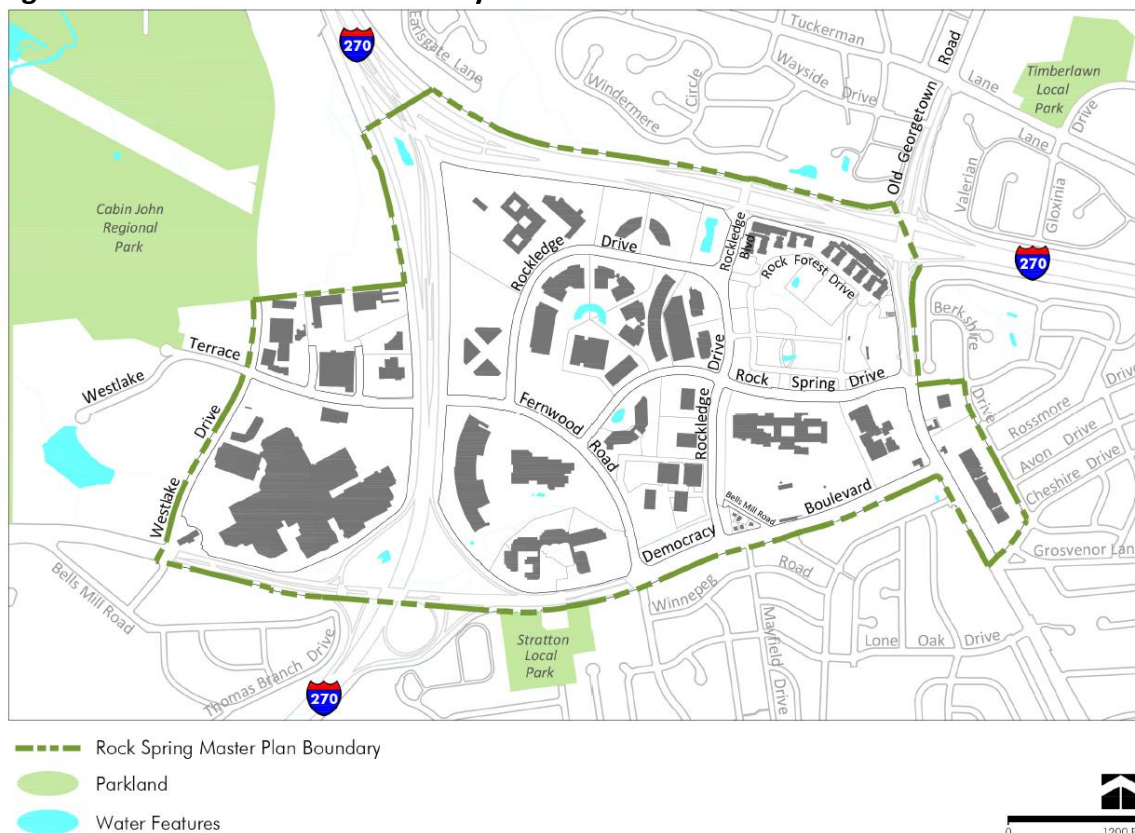 Earlsgate Lane
270
Tuckerman
Lane
Wayside Drive
Windermere Circle
Old Georgetown Road
Timberlawn
Local
Park
Drive
Lane
Valerian
Gloxinia
Cabin John
Regional
Park
Rockledge Drive
Rockledge
Blvd
Rock Forest Drive
270
Berkshire
Drive
Terrace
Westlake
Westlake Drive
Fernwood Road
Rockledge Drive
Rock Spring Drive
Rossmore
Drive
Avon Drive
Cheshire Drive
Grosvenor Lane
Bells Mill Road
Democracy Boulevard
Bells Mill Road
Winnepeg
Road
Mayfield Drive
Lone Oak Drive
Stratton
Local
Park
Thomas Branch Drive
270
Rock Spring Master Plan Boundary
Parkland
Water Features
0